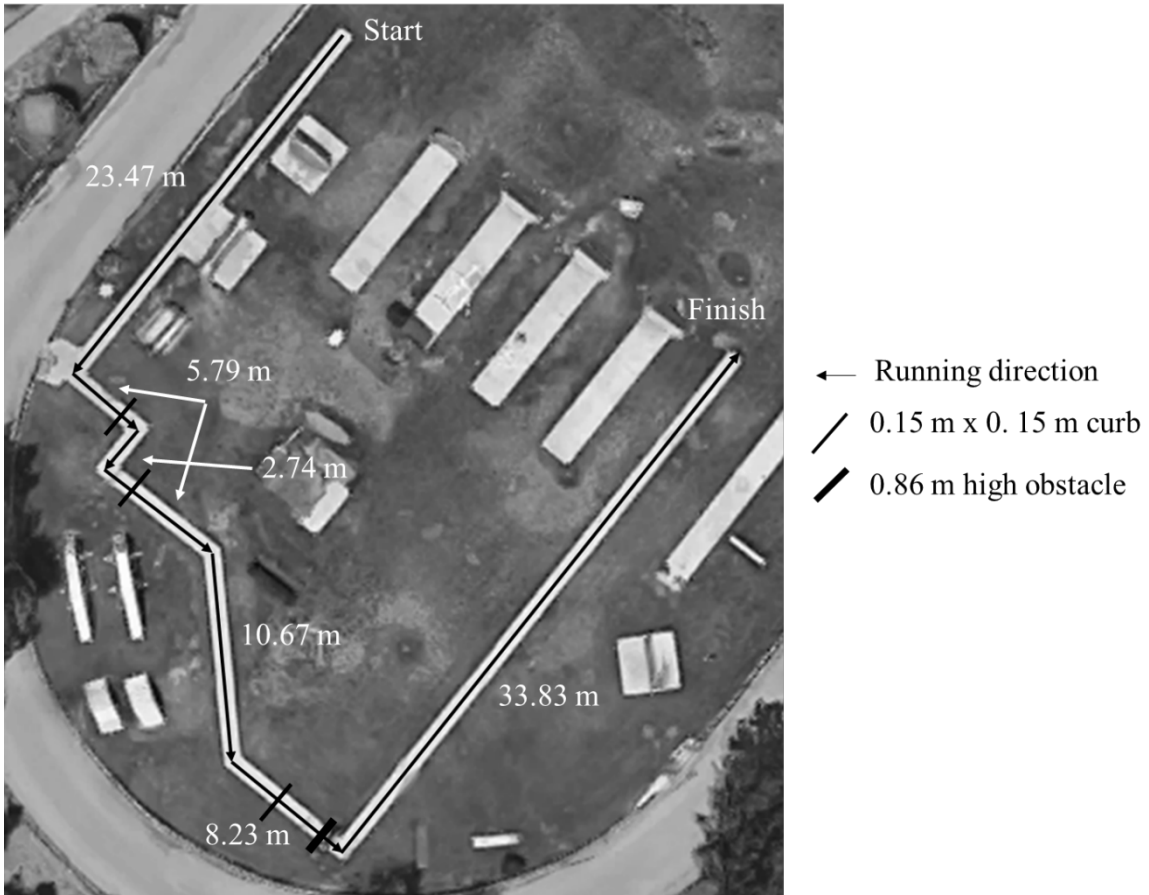 Start
23.47 m
Finish
5.79 m
2.74 m
10.67 m
33.83 m
8.23 m
Running direction
0.15 m x 0. 15 m curb
0.86 m high obstacle